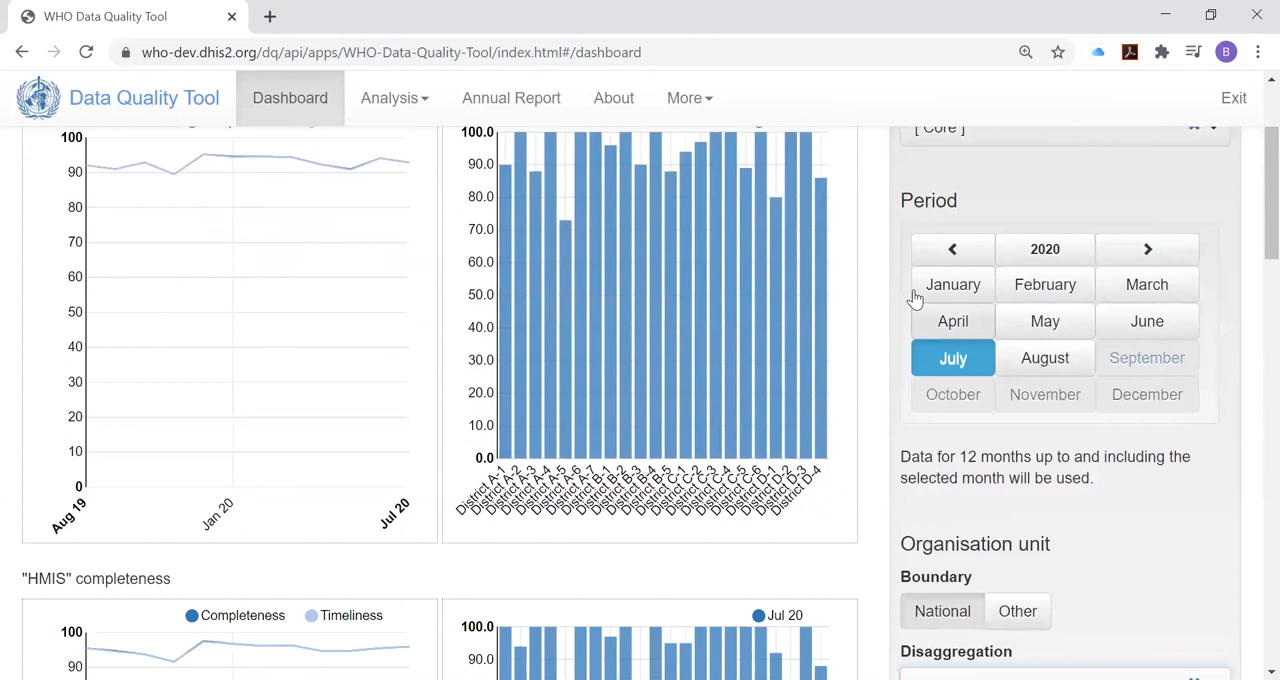 WHO Data Quality Tool
who-dev.dhis2.org/dq/api/apps/WHO-Data-Quality-Tool/index.html#/dashboard
B
Data Quality Tool
Dashboard
Analysis
Annual Report
About
More
Exit
100
90
80
70
60
50
40
30
20
10
0
Aug 19
Jan 20
Jul 20
100.0
90.0
80.0
70.0
60.0
50.0
40.0
30.0
20.0
10.0
0.0
District A-1
District A-2
District A-3
District A-4
District A-5
District A-6
District A-7
District B-1
District B-2
District B-3
District B-4
District B-5
District C-1
District C-2
District C-3
District C-4
District C-5
District C-6
District D-1
District D-2
District D-3
District D-4
"HMIS" completeness
Completeness
Timeliness
100
90
Jul 20
100.0
90.0
[ Core ]
Period
2020
January
February
March
April
May
June
July
August
September
October
November
December
Data for 12 months up to and including the
selected month will be used.
Organisation unit
Boundary
National
Other
Disaggregation